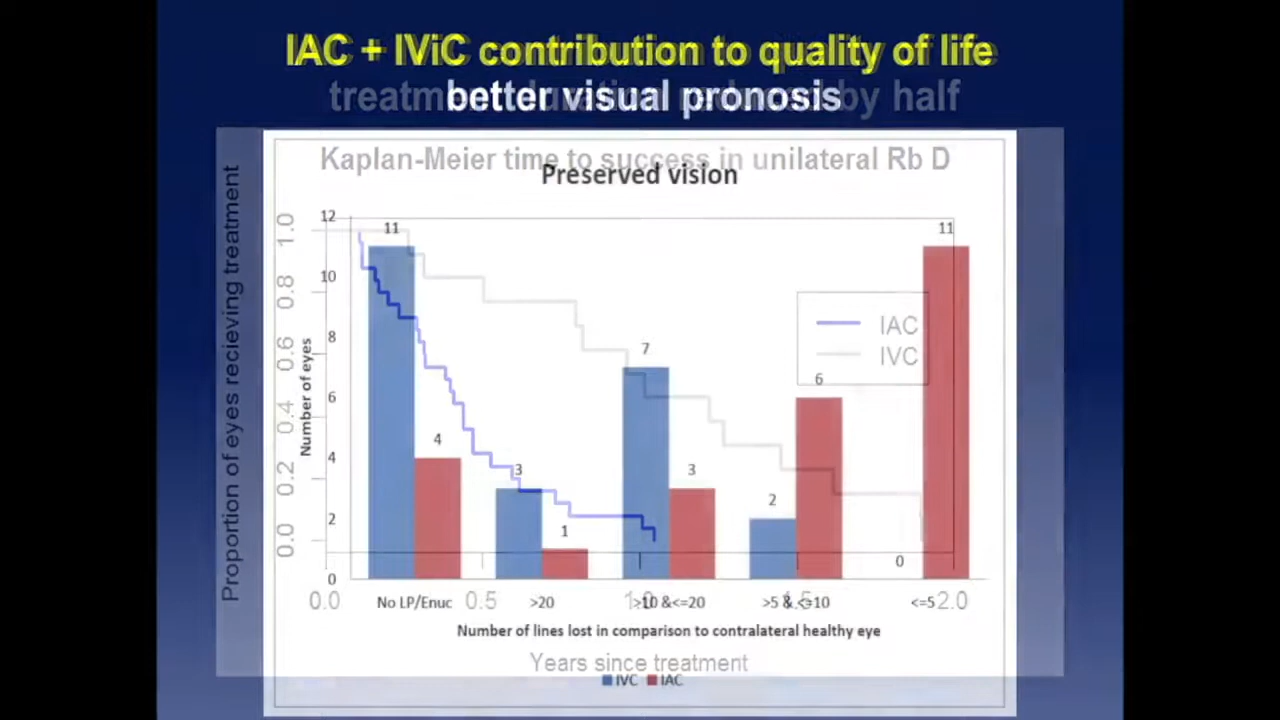 IAC + IViC contribution to quality of life
better visual pronosis
treatment duration reduced by half
Kaplan-Meier time to success in unilateral Rb D
Preserved vision
Proportion of eyes recieving treatment
1.0
0.8
0.6
0.4
0.2
0.0
Number of eyes
12
10
8
6
4
2
0
11
4
3
1
7
3
2
6
0
11
IAC
IVC
0.0
0.5
1.0
1.5
2.0
No LP/Enuc
>20
>10 &<=20
>5 & <=10
<=5
Number of lines lost in comparison to contralateral healthy eye
Years since treatment
IVC IAC